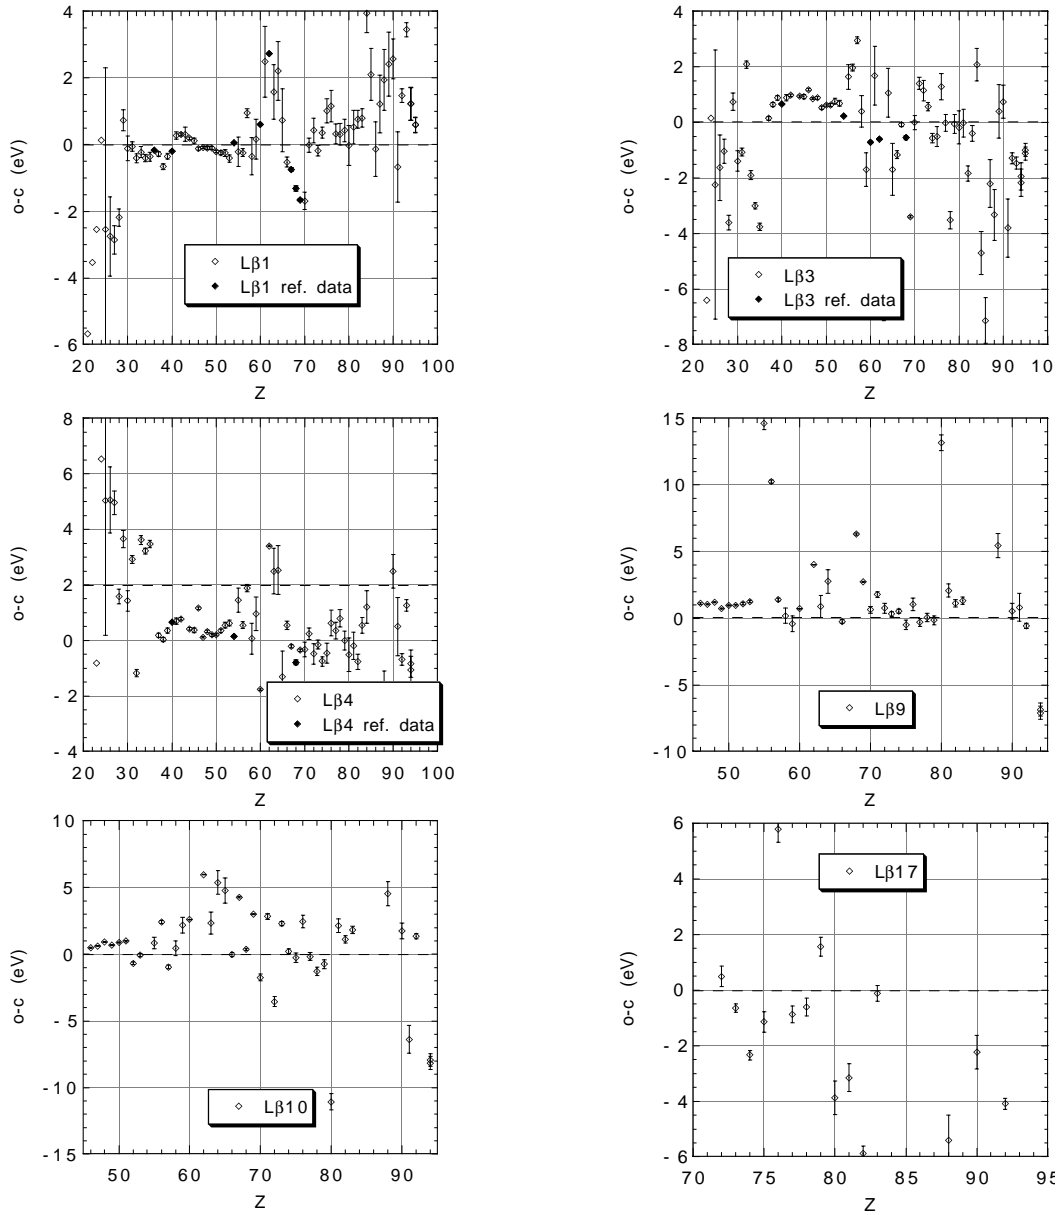 4
2
0
- 2
- 4
- 6
o-c (eV)
Lβ1
Lβ1 ref. data
20 30 40 50 60 70 80 90 100
Z
4
2
0
- 2
- 4
- 6
- 8
o-c (eV)
Lβ3
Lβ3 ref. data
20 30 40 50 60 70 80 90 10
Z
8
6
4
2
0
- 2
- 4
o-c (eV)
Lβ4
Lβ4 ref. data
20 30 40 50 60 70 80 90 100
Z
15
10
5
0
- 5
-10
o-c (eV)
Lβ9
50 60 70 80 90
Z
10
5
0
- 5
-10
-15
o-c (eV)
Lβ10
50 60 70 80 90
Z
6
4
2
0
- 2
- 4
- 6
o-c (eV)
Lβ17
70 75 80 85 90 95
Z